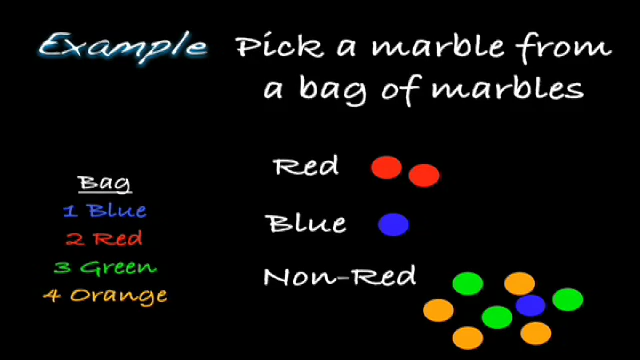 Example
Pick a marble from
a bag of marbles
Bag
1 Blue
2 Red
3 Green
4 Orange
Red
Blue
Non-Red